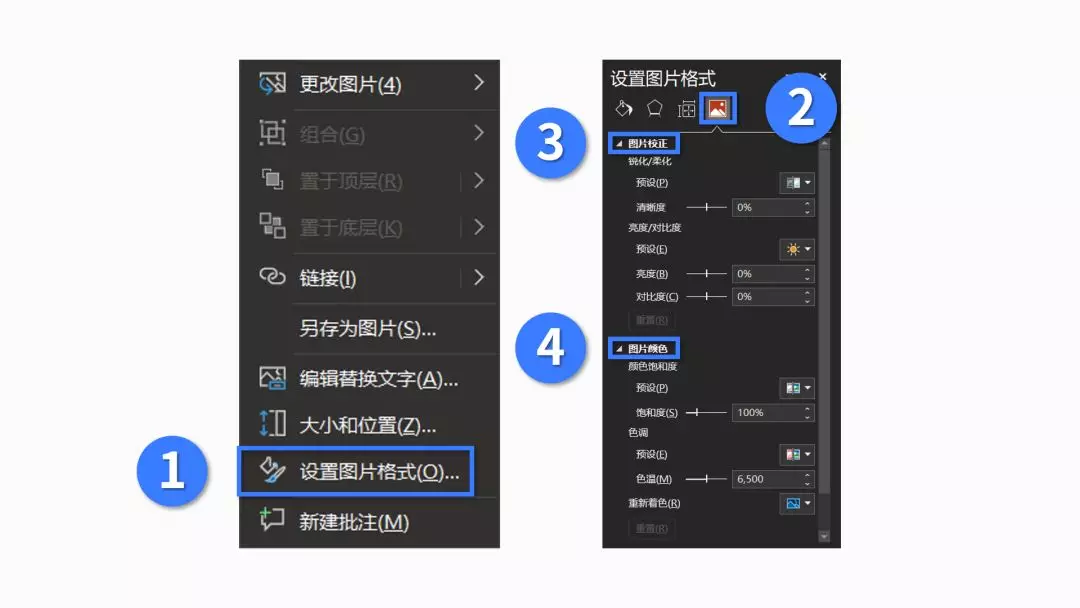 更改图片(4)
组合(G)
置于顶层(R)
置于底层(K)
链接(I)
另存为图片(S)...
编辑替换文字(A)...
大小和位置(Z)...
1
设置图片格式(O)...
新建批注(M)
设置图片格式
2
3
图片校正
锐化/柔化
预设(P)
清晰度 0%
亮度/对比度
预设(E)
亮度(B) 0%
对比度(C) 0%
重置(R)
4
图片颜色
颜色饱和度
预设(P)
饱和度(S) 100%
色调
预设(E)
色温(M) 6,500
重新着色(R)
重置(R)